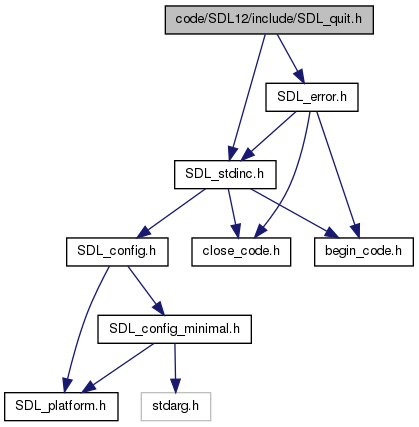 code/SDL12/include/SDL_quit.h
SDL_error.h
SDL_stdinc.h
SDL_config.h
close_code.h
begin_code.h
SDL_config_minimal.h
SDL_platform.h
stdarg.h